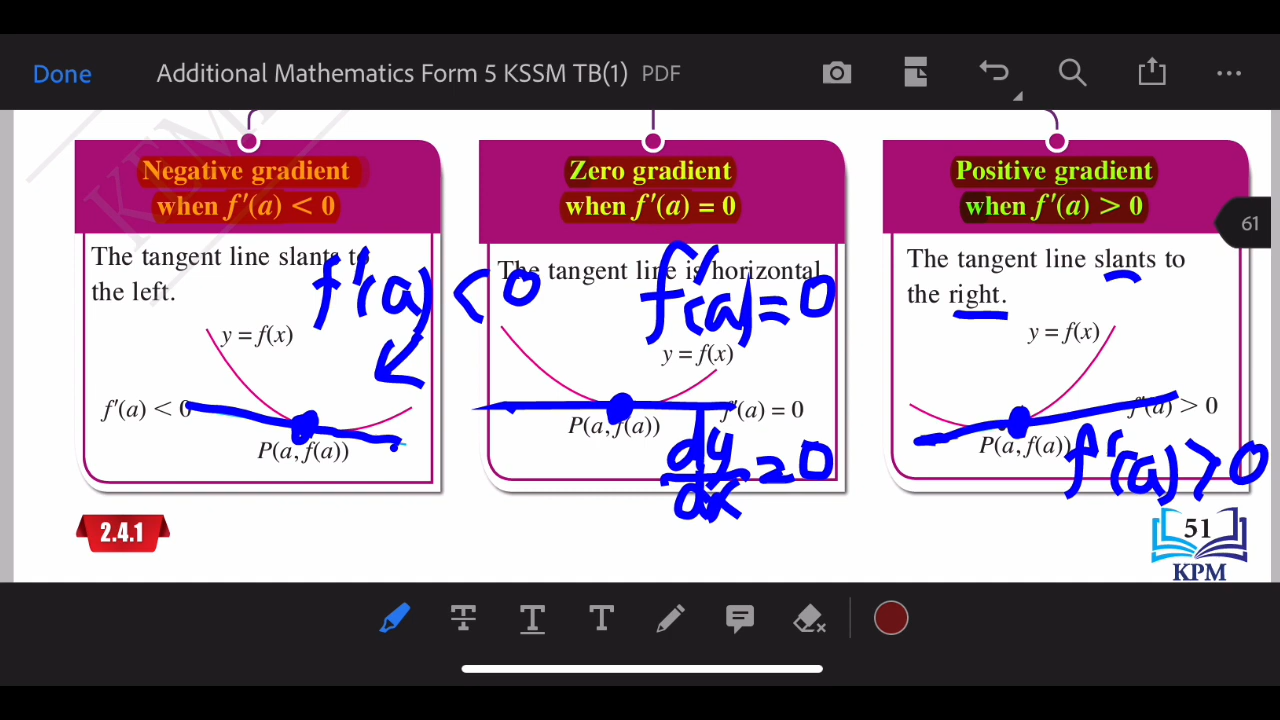 Done
Additional Mathematics Form 5 KSSM TB(1) PDF
Negative gradient
when f′(a) < 0
The tangent line slants to
the left.
f'(a) < 0
y = f(x)
f′(a) < 0
P(a, f(a))
Zero gradient
when f′(a) = 0
The tangent line is horizontal
f'(a) = 0
y = f(x)
f′(a) = 0
P(a, f(a))
dy/dx = 0
Positive gradient
when f′(a) > 0
61
The tangent line slants to
the right.
y = f(x)
f′(a) > 0
P(a, f(a))
f'(a) > 0
2.4.1
51
KPM